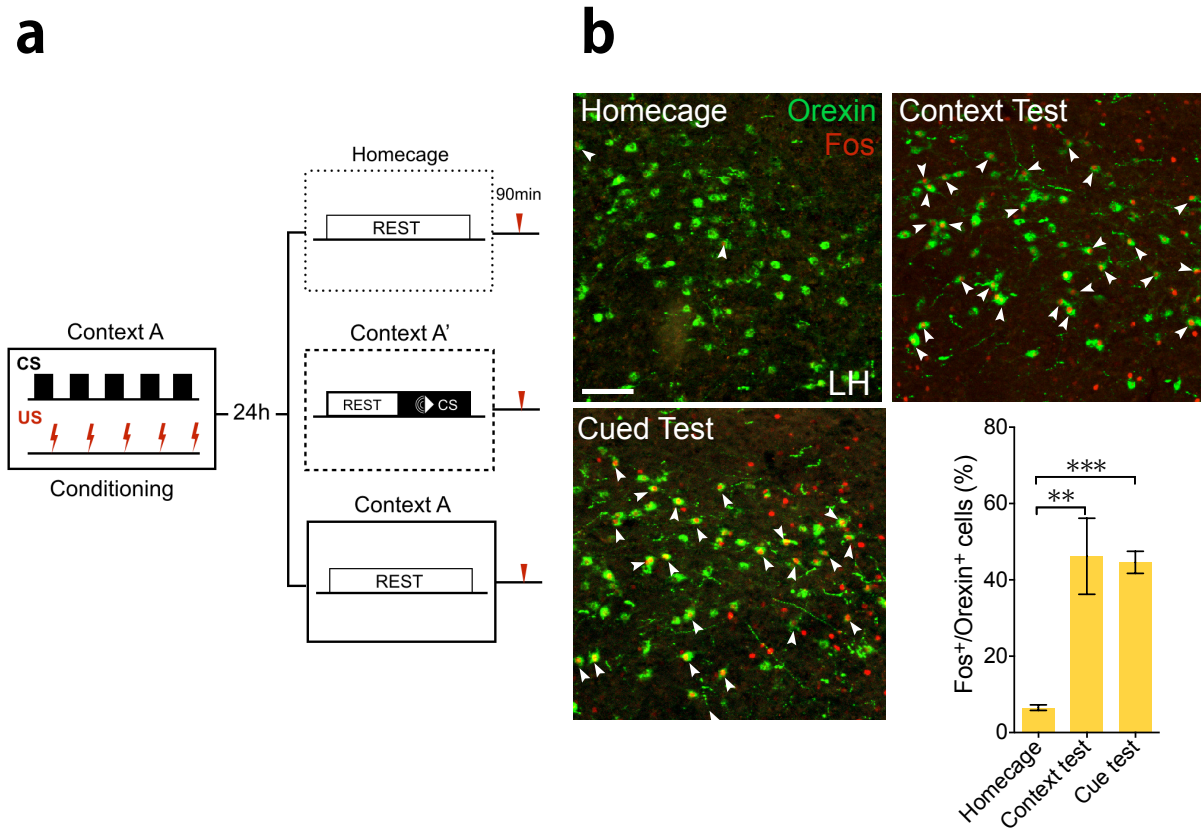 a
Homecage
REST
90min
Context A
CS
US
Conditioning
24h
Context A’
REST
CS
Context A
REST
b
Homecage
Orexin
Fos
LH
Context Test
Cued Test
Fos⁺/Orexin⁺ cells (%)
80
60
40
20
0
***
**
Homecage
Context test
Cue test